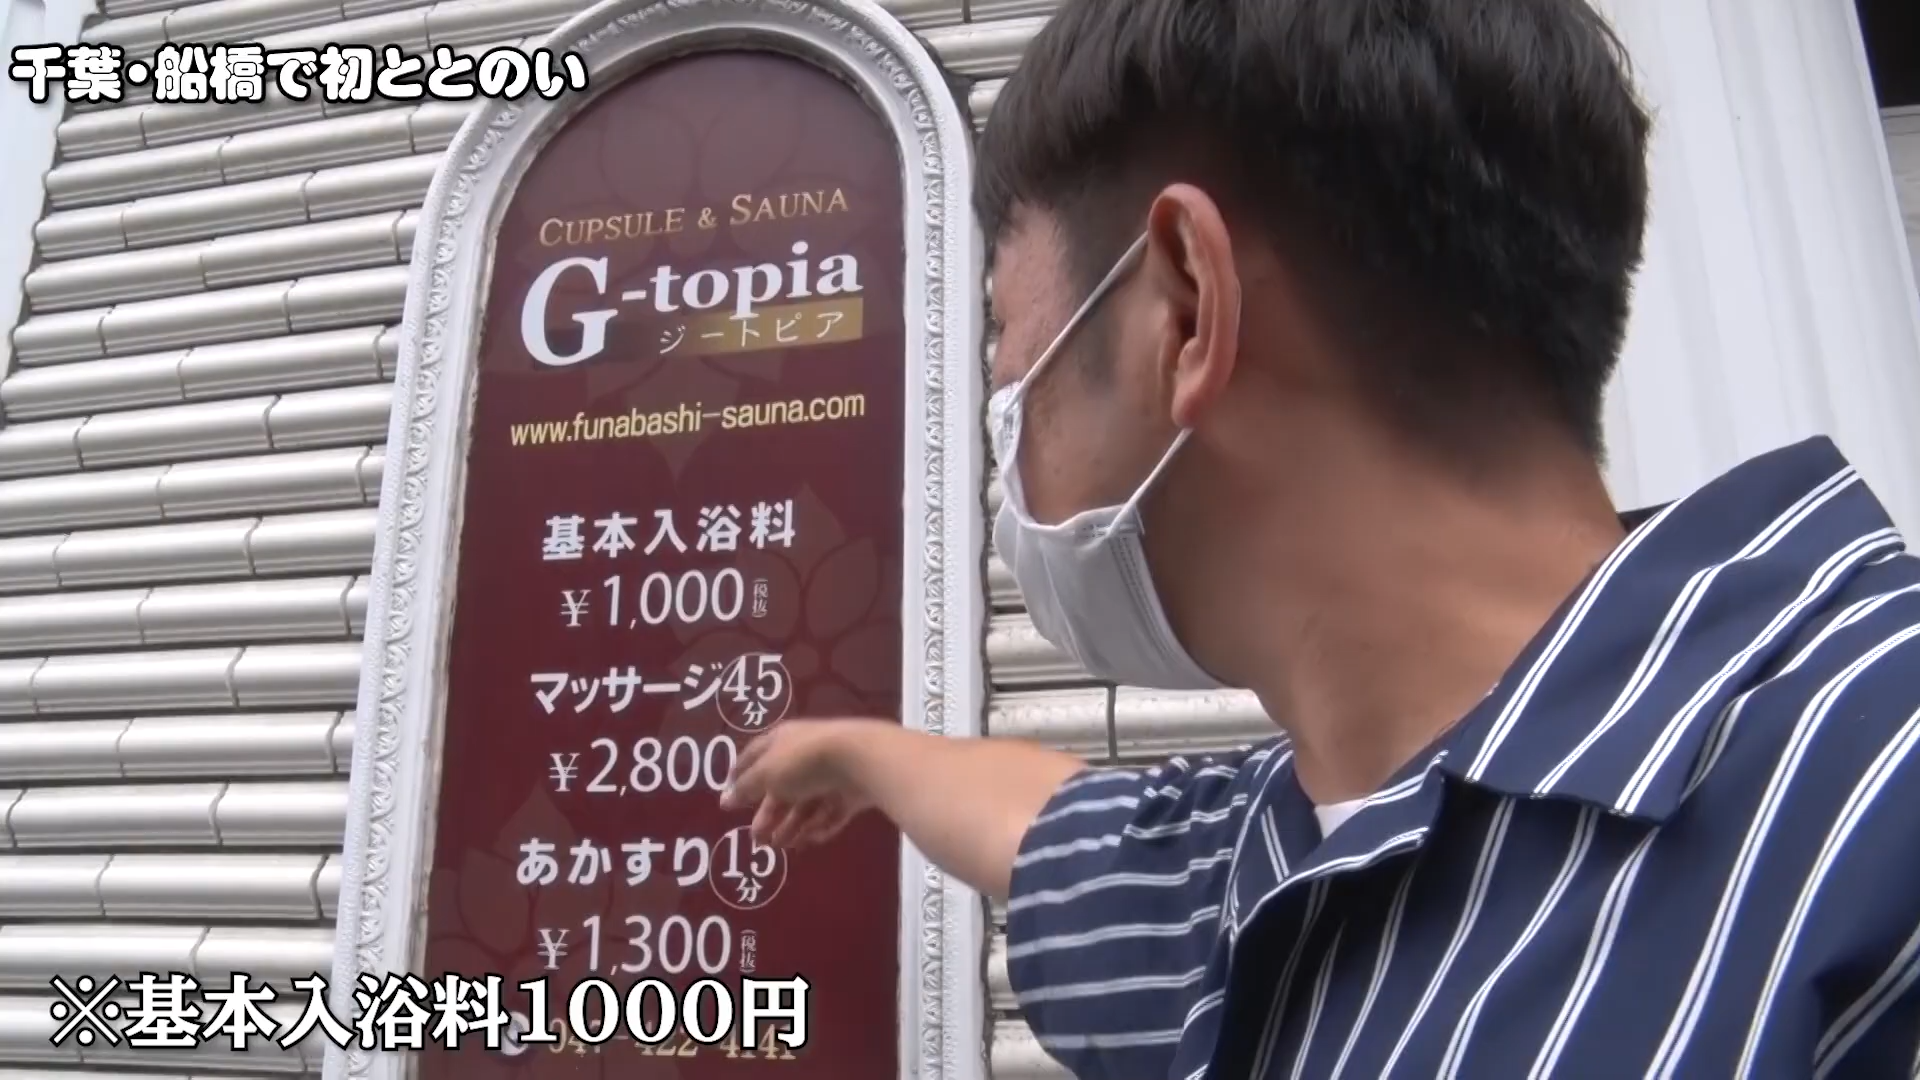 千葉・船橋で初ととのい
CUPSULE & SAUNA
G-topia
ジートピア
www.funabashi-sauna.com
基本入浴料
¥1,000(税抜)
マッサージ45分
¥2,800
あかすり15分
¥1,300(税抜)
※基本入浴料1000円
047-422-4141